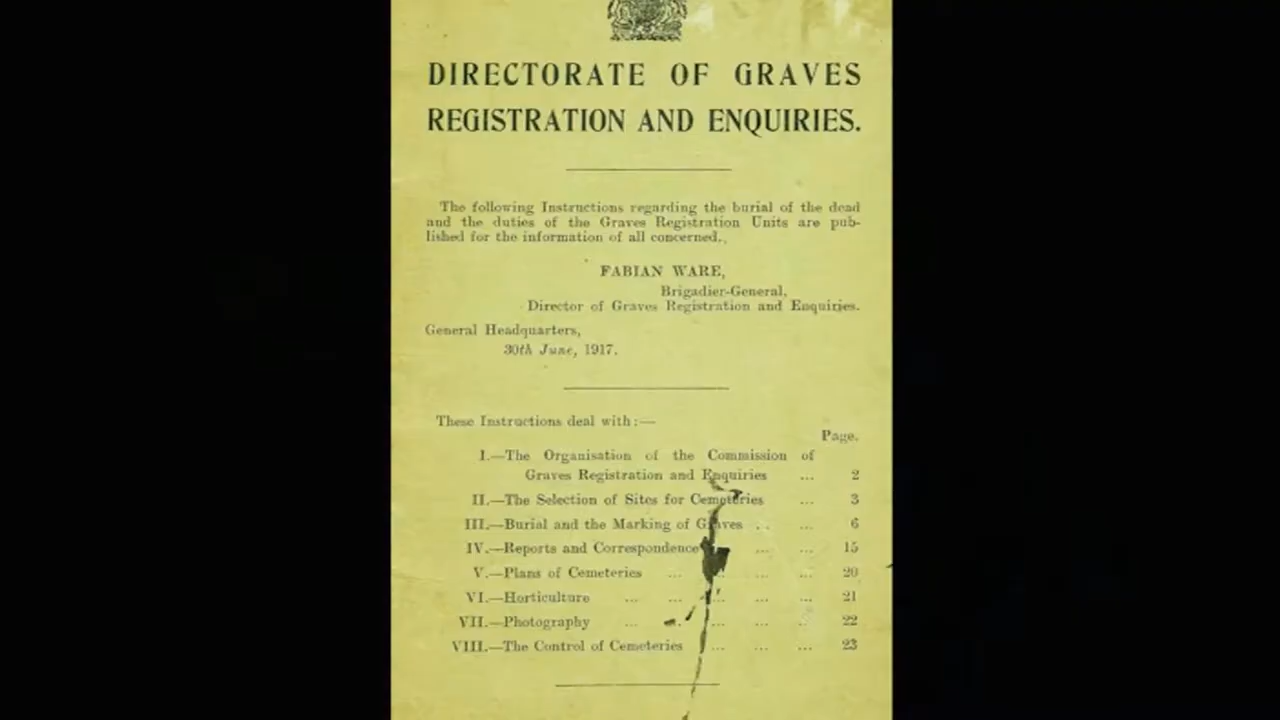 DIRECTORATE OF GRAVES
REGISTRATION AND ENQUIRIES.
The following Instructions regarding the burial of the dead
and the duties of the Graves Registration Units are pub-
lished for the information of all concerned.
FABIAN WARE,
Brigadier-General,
Director of Graves Registration and Enquiries.
General Headquarters,
30th June, 1917.
These Instructions deal with:—
Page.
I.—The Organisation of the Commission of
Graves Registration and Enquiries ... 2
II.—The Selection of Sites for Cemeteries ... 3
III.—Burial and the Marking of Graves .. ... 6
IV.—Reports and Correspondence ... ... 15
V.—Plans of Cemeteries ... ... ... ... 20
VI.—Horticulture ... ... ... ... ... 21
VII.—Photography ... ... ... ... ... 22
VIII.—The Control of Cemeteries ... ... ... 23